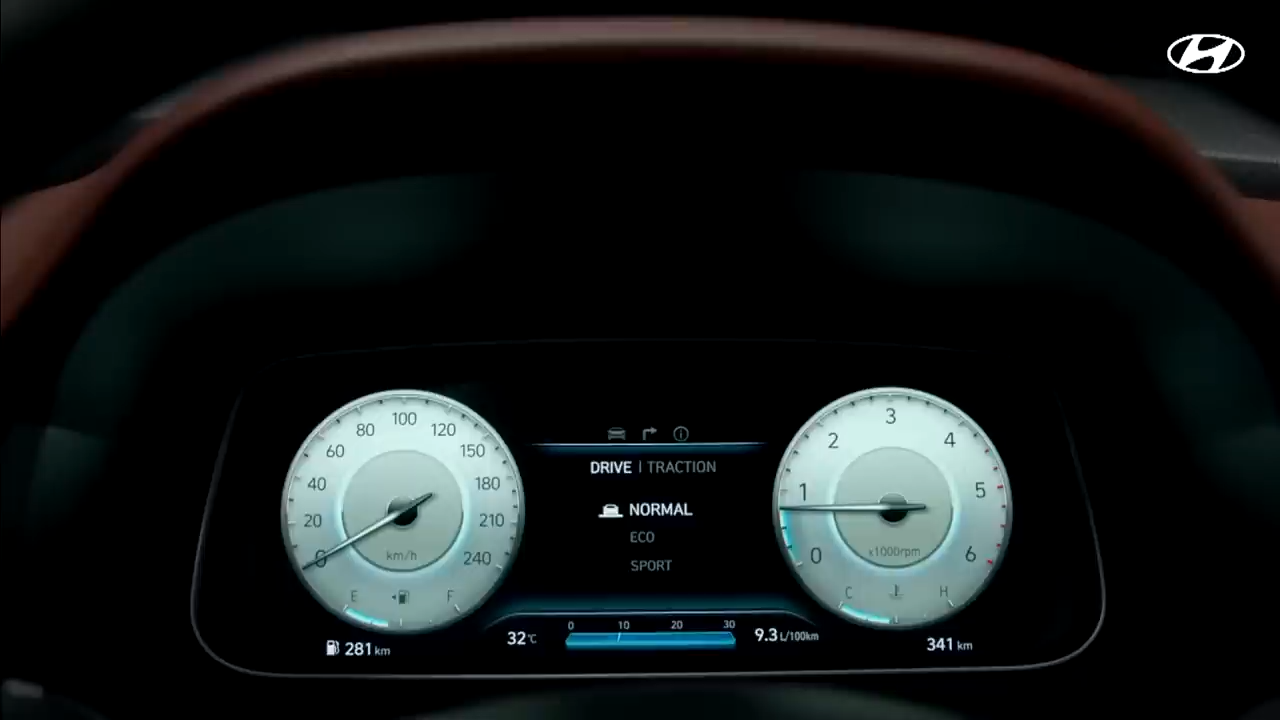 100
80
120
60
150
40
180
20
210
0
240
km/h
E
F
281 km
DRIVE | TRACTION
NORMAL
ECO
SPORT
0 10 20 30
32°C
9.3 L/100km
3
2
4
1
5
0
6
x1000rpm
C
H
341 km